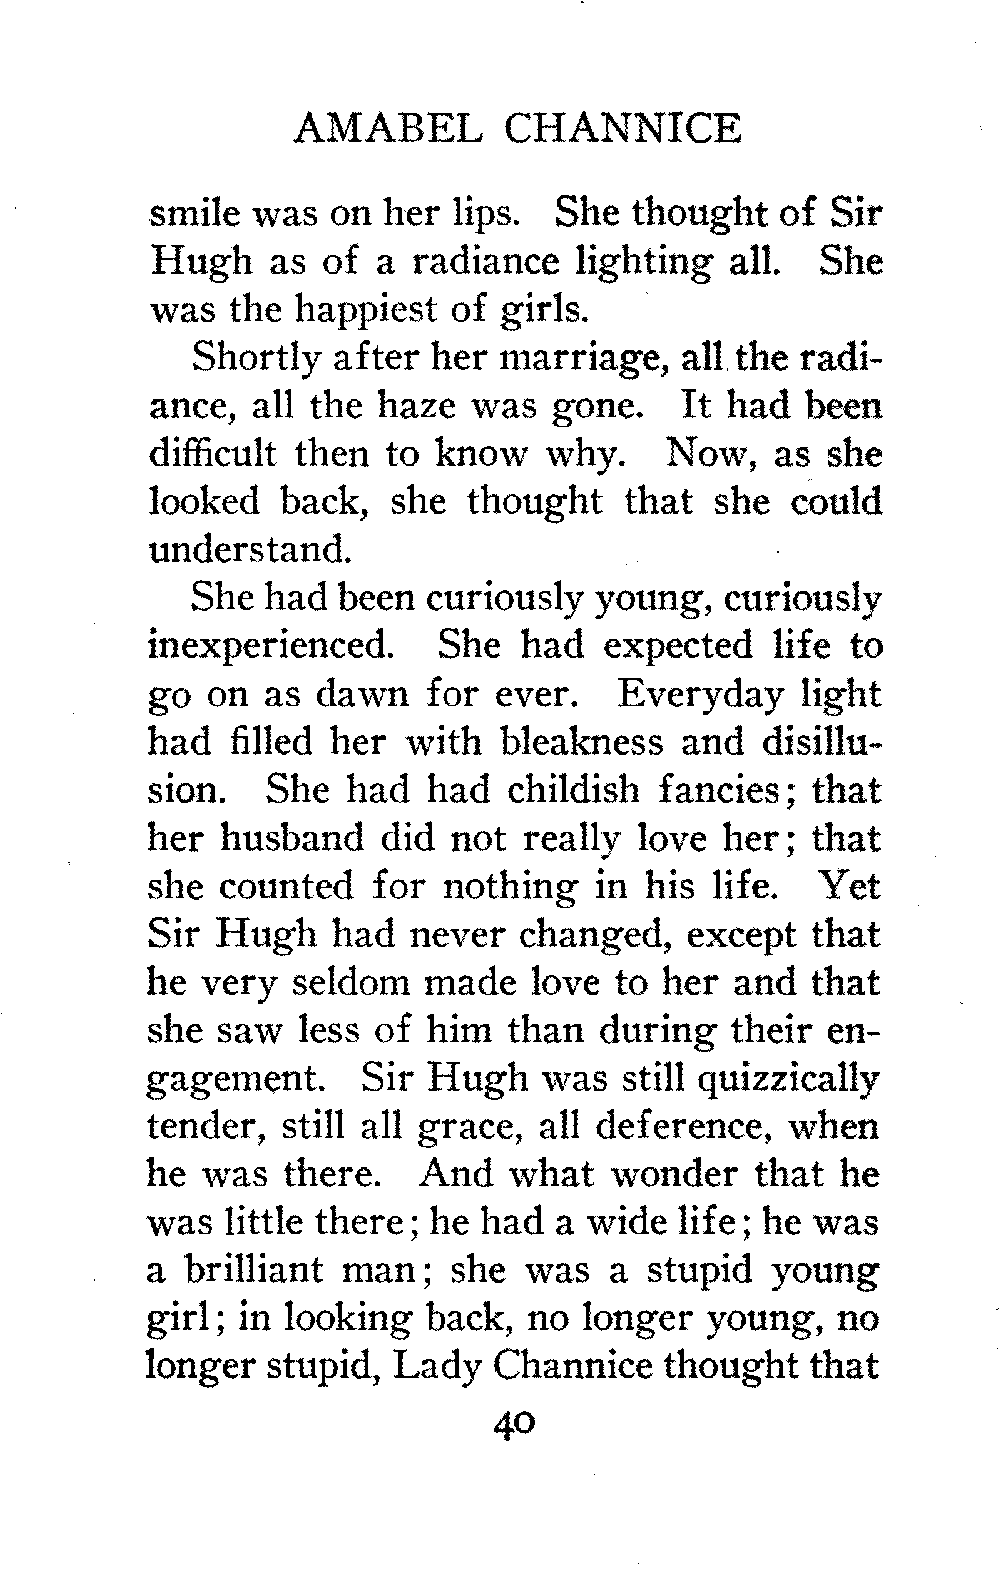 AMABEL CHANNICE
smile was on her lips. She thought of Sir
Hugh as of a radiance lighting all. She
was the happiest of girls.
Shortly after her marriage, all the radi-
ance, all the haze was gone. It had been
difficult then to know why. Now, as she
looked back, she thought that she could
understand.
She had been curiously young, curiously
inexperienced. She had expected life to
go on as dawn for ever. Everyday light
had filled her with bleakness and disillu-
sion. She had had childish fancies; that
her husband did not really love her; that
she counted for nothing in his life. Yet
Sir Hugh had never changed, except that
he very seldom made love to her and that
she saw less of him than during their en-
gagement. Sir Hugh was still quizzically
tender, still all grace, all deference, when
he was there. And what wonder that he
was little there; he had a wide life; he was
a brilliant man; she was a stupid young
girl; in looking back, no longer young, no
longer stupid, Lady Channice thought that
40